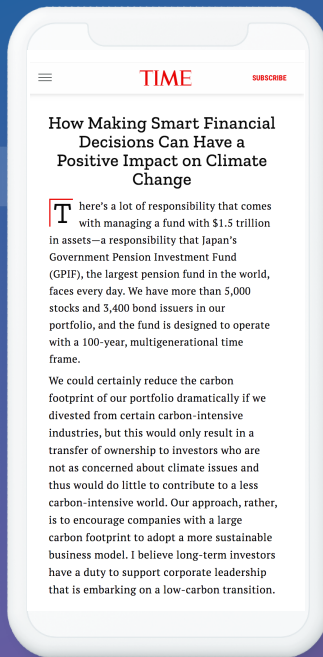 TIME
SUBSCRIBE
How Making Smart Financial
Decisions Can Have a
Positive Impact on Climate
Change
There's a lot of responsibility that comes
with managing a fund with $1.5 trillion
in assets—a responsibility that Japan's
Government Pension Investment Fund
(GPIF), the largest pension fund in the world,
faces every day. We have more than 5,000
stocks and 3,400 bond issuers in our
portfolio, and the fund is designed to operate
with a 100-year, multigenerational time
frame.
We could certainly reduce the carbon
footprint of our portfolio dramatically if we
divested from certain carbon-intensive
industries, but this would only result in a
transfer of ownership to investors who are
not as concerned about climate issues and
thus would do little to contribute to a less
carbon-intensive world. Our approach, rather,
is to encourage companies with a large
carbon footprint to adopt a more sustainable
business model. I believe long-term investors
have a duty to support corporate leadership
that is embarking on a low-carbon transition.